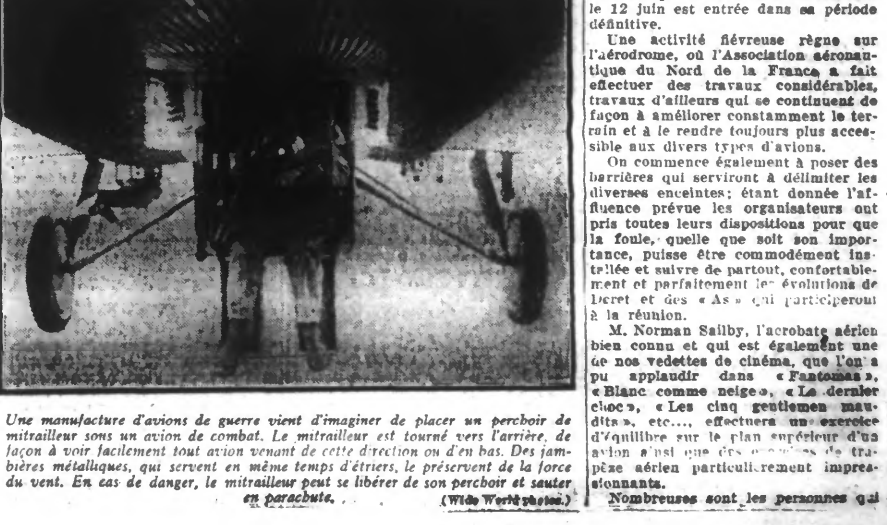 Une manufacture d'avions de guerre vient d'imaginer de placer un perchoir de
mitrailleur sous un avion de combat. Le mitrailleur est tourné vers l'arrière, de
façon à voir facilement tout avion venant de cette direction ou d'en bas. Des jam-
bières métalliques, qui servent en même temps d'étriers, le préservent de la force
du vent. En cas de danger, le mitrailleur peut se libérer de son perchoir et sauter
en parachute.
(Wide World photos.)
le 12 juin est entrée dans sa période
définitive.
Une activité fiévreuse règne sur
l'aérodrome, où l'Association aéronau-
tique du Nord de la France a fait
effectuer des travaux considérables,
travaux d'ailleurs qui se continuent de
façon à améliorer constamment le ter-
rain et à le rendre toujours plus acces-
sible aux divers types d'avions.
On commence également à poser des
barrières qui serviront à délimiter les
diverses enceintes; étant donnée l'af-
fluence prévue les organisateurs ont
pris toutes leurs dispositions pour que
la foule, quelle que soit son impor-
tance, puisse être commodément ins-
tallée et suivre de partout, confortable-
ment et parfaitement les évolutions de
et des « As » qui participeront
à la réunion.
M. Norman Sailby, l'acrobate aérien
bien connu et qui est également une
de nos vedettes de cinéma, que l'on a
pu applaudir dans « Fantomas »,
« Blanc comme neige », « Le dernier
choc », « Les cinq gentlemen mau-
dits », etc..., effectuera un exercice
d'équilibre sur le plan supérieur d'un
avion ainsi que des exercices de tra-
pèze aérien particulièrement impres-
sionnants.
Nombreuses sont les personnes qui